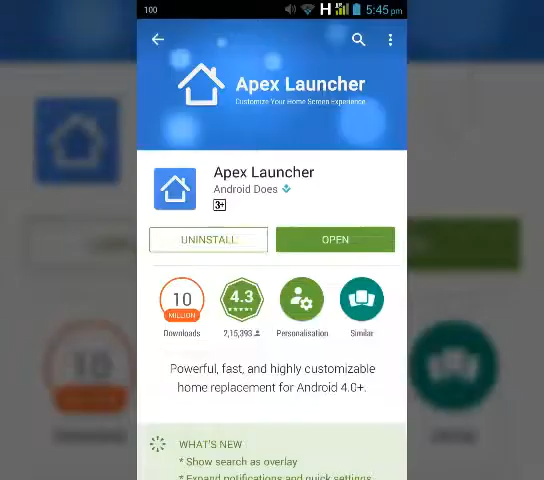 100 H 5:45 pm
Apex Launcher
Customize Your Home Screen Experience
Apex Launcher
Android Does
3+
UNINSTALL OPEN
10 MILLION 4.3
Downloads 2,15,393 Personalisation Similar
Powerful, fast, and highly customizable
home replacement for Android 4.0+.
WHAT'S NEW
* Show search as overlay
* Expand notifications and quick settings